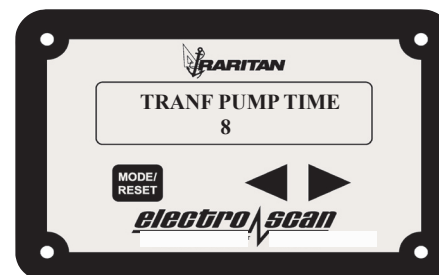 RARITAN
TRANF PUMP TIME
8
MODE/
RESET
electro scan